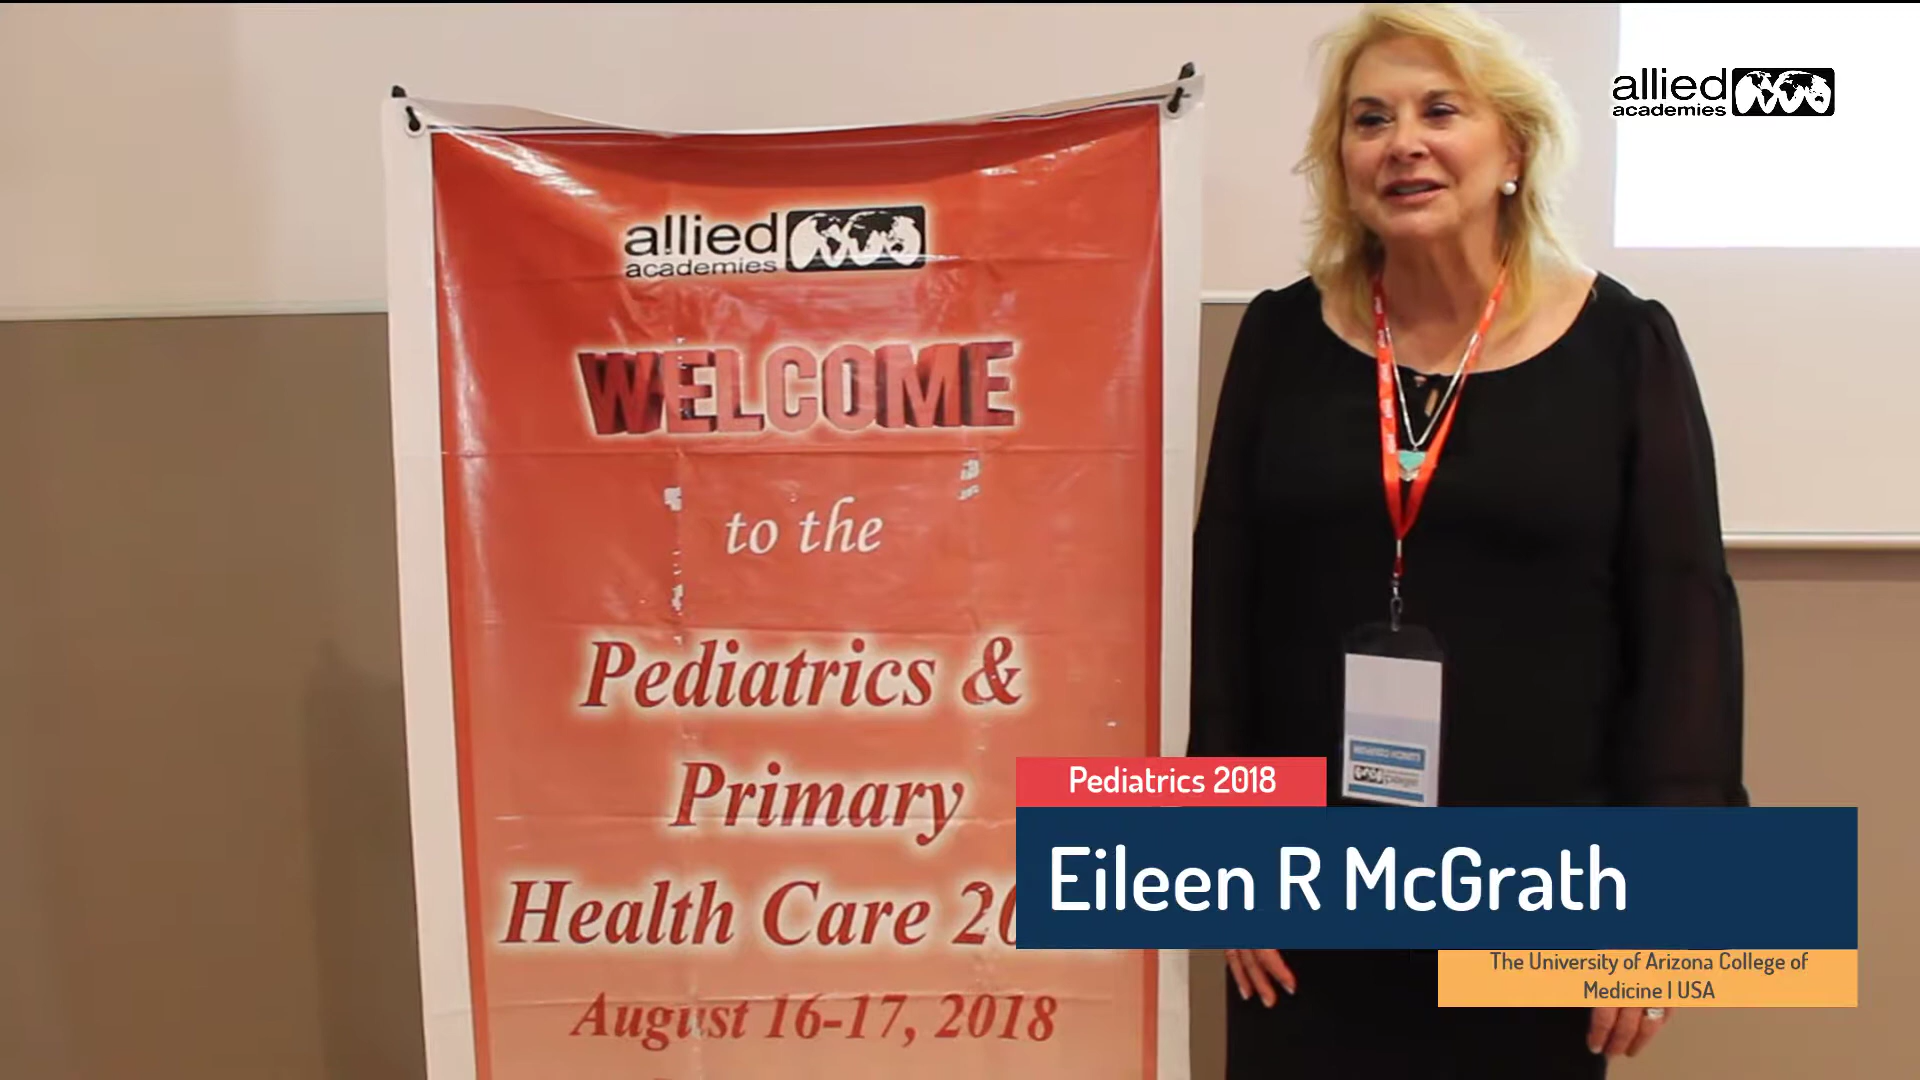 allied
academies
allied
academies
WELCOME
to the
Pediatrics &
Primary
Health Care 20
August 16-17, 2018
Pediatrics 2018
Eileen R McGrath
The University of Arizona College of
Medicine | USA